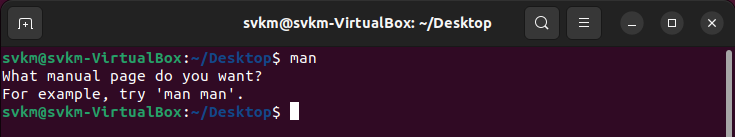 svkm@svkm-VirtualBox: ~/Desktop
svkm@svkm-VirtualBox:~/Desktop$ man
What manual page do you want?
For example, try 'man man'.
svkm@svkm-VirtualBox:~/Desktop$